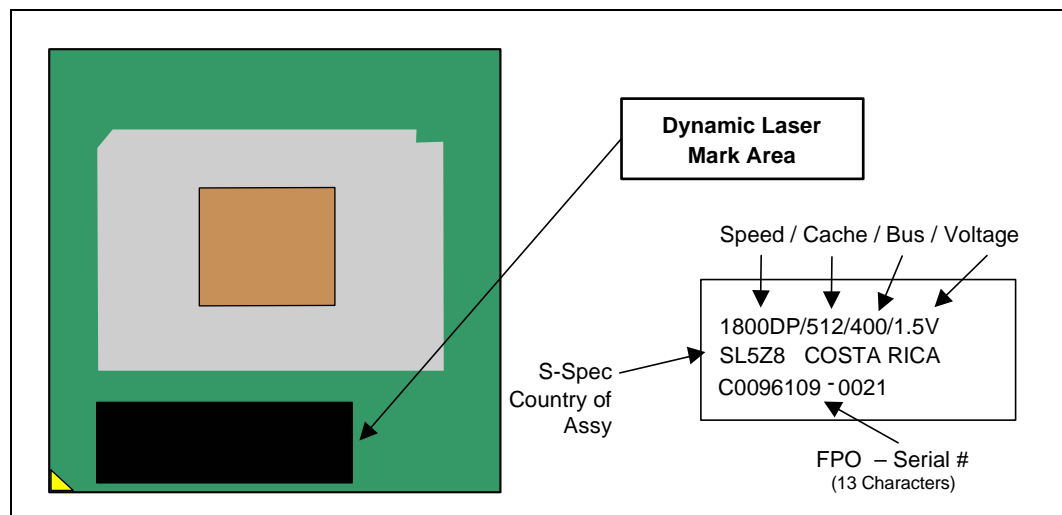 Dynamic Laser
Mark Area
Speed / Cache / Bus / Voltage
1800DP/512/400/1.5V
SL5Z8 COSTA RICA
C0096109 -0021
S-Spec
Country of
Assy
FPO – Serial #
(13 Characters)